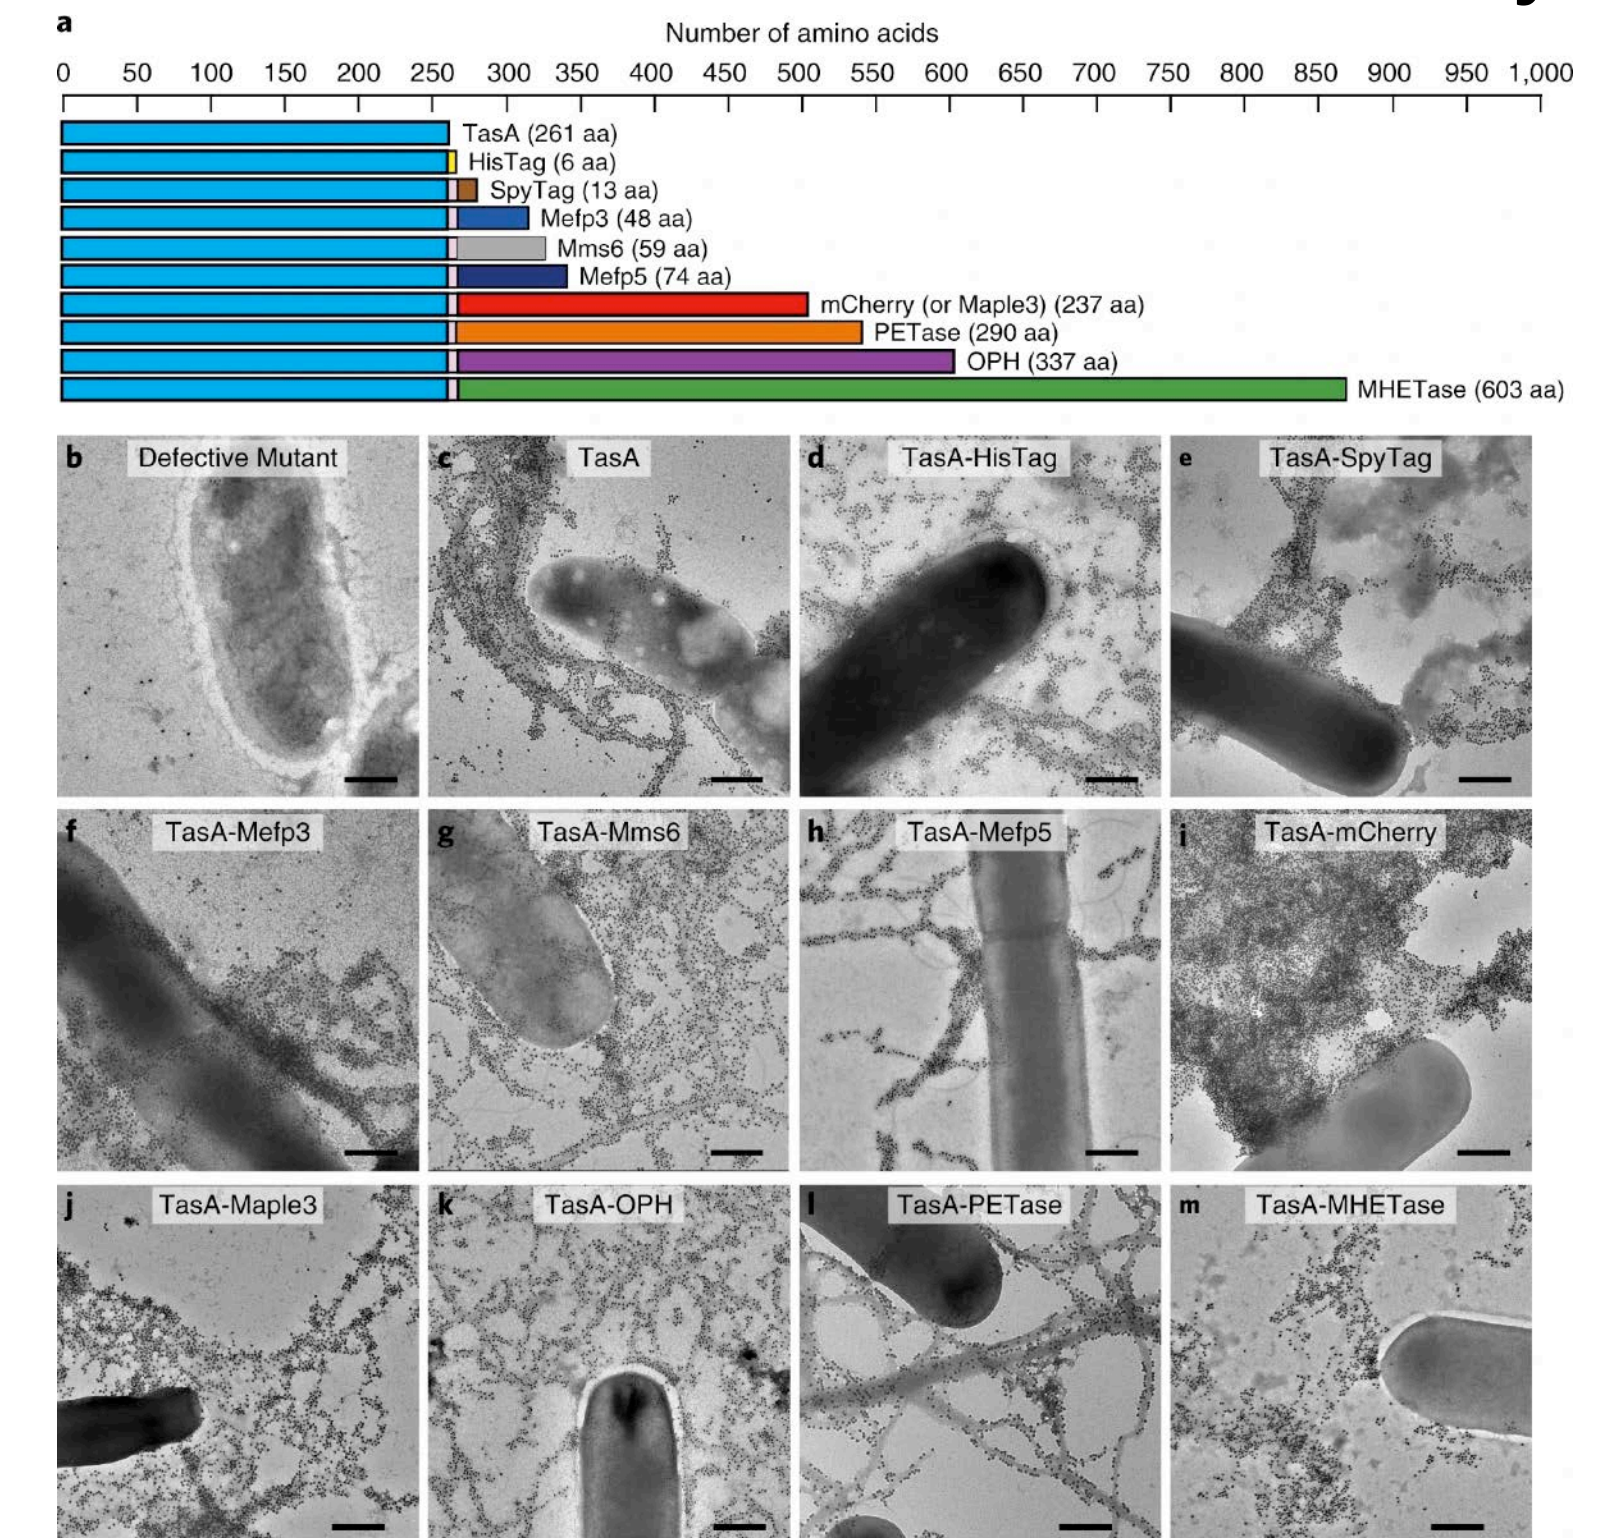 a
Number of amino acids
0 50 100 150 200 250 300 350 400 450 500 550 600 650 700 750 800 850 900 950 1,000
TasA (261 aa)
HisTag (6 aa)
SpyTag (13 aa)
Mefp3 (48 aa)
Mms6 (59 aa)
Mefp5 (74 aa)
mCherry (or Maple3) (237 aa)
PETase (290 aa)
OPH (337 aa)
MHETase (603 aa)
b Defective Mutant
c TasA
d TasA-HisTag
e TasA-SpyTag
f TasA-Mefp3
g TasA-Mms6
h TasA-Mefp5
i TasA-mCherry
j TasA-Maple3
k TasA-OPH
l TasA-PETase
m TasA-MHETase